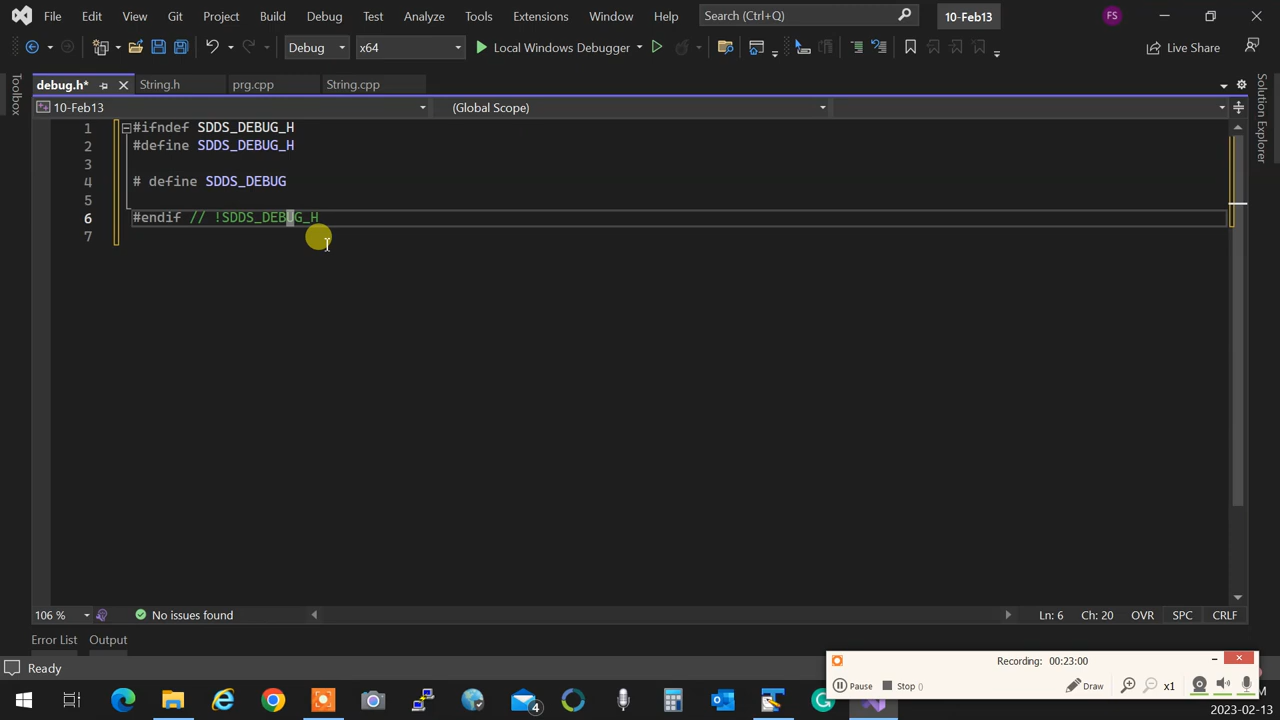 File Edit View Git Project Build Debug Test Analyze Tools Extensions Window Help Search (Ctrl+Q) 10-Feb13 FS
Debug x64 Local Windows Debugger Live Share
debug.h* String.h prg.cpp String.cpp
10-Feb13 (Global Scope)
Toolbox
Solution Explorer
1 #ifndef SDDS_DEBUG_H
2 #define SDDS_DEBUG_H
3
4 # define SDDS_DEBUG
5
6 #endif // !SDDS_DEBUG_H
7
106 % No issues found Ln: 6 Ch: 20 OVR SPC CRLF
Error List Output
Ready
Recording: 00:23:00
Pause Stop () Draw x1
4
2023-02-13